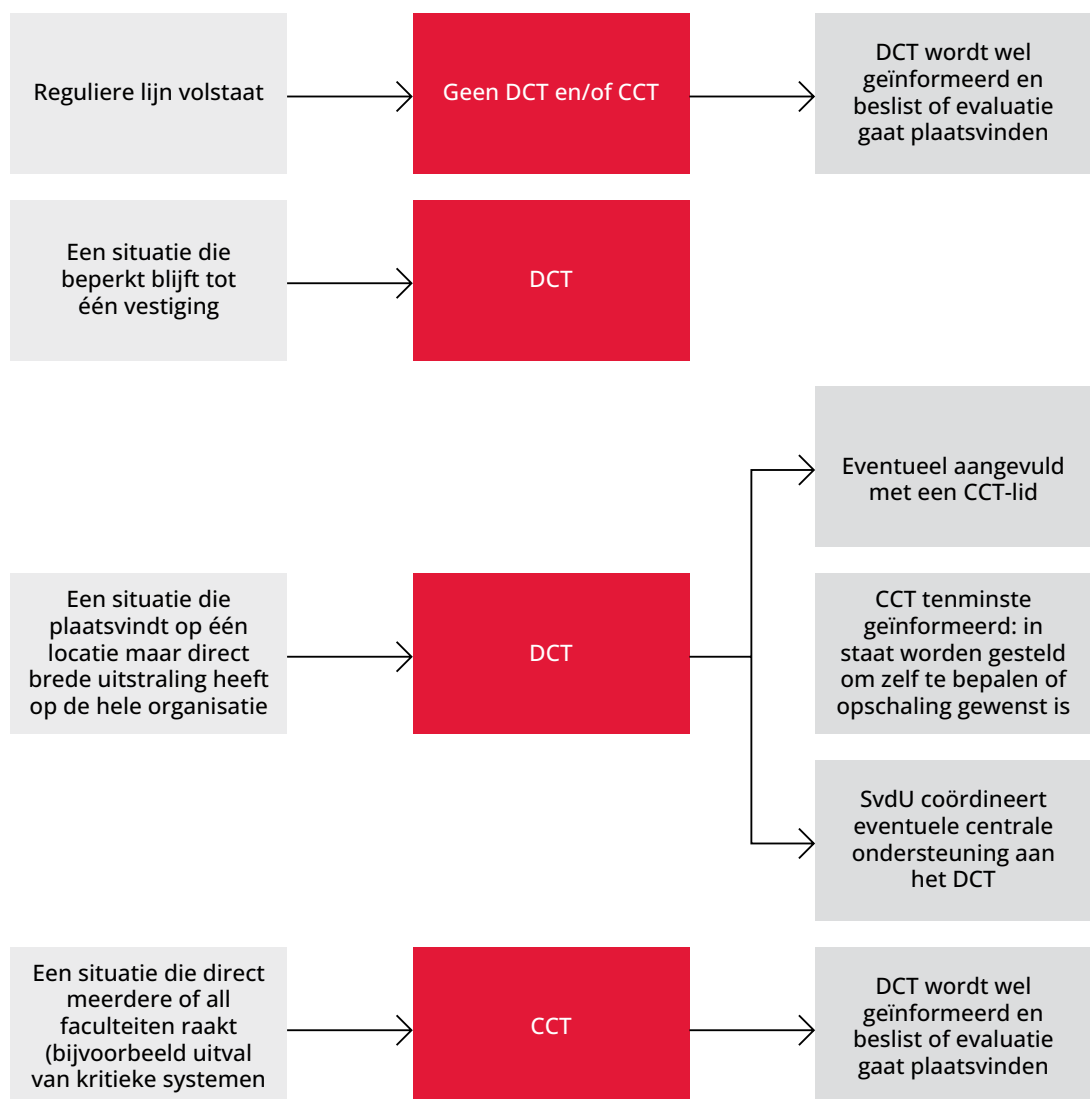 Reguliere lijn volstaat
Geen DCT en/of CCT
DCT wordt wel
geïnformeerd en
beslist of evaluatie
gaat plaatsvinden
Een situatie die
beperkt blijft tot
één vestiging
DCT
Eventueel aangevuld
met een CCT-lid
Een situatie die
plaatsvindt op één
locatie maar direct
brede uitstraling heeft
op de hele organisatie
DCT
CCT tenminste
geïnformeerd: in
staat worden gesteld
om zelf te bepalen of
opschaling gewenst is
SvdU coördineert
eventuele centrale
ondersteuning aan
het DCT
Een situatie die direct
meerdere of all
faculteiten raakt
(bijvoorbeeld uitval
van kritieke systemen
CCT
DCT wordt wel
geïnformeerd en
beslist of evaluatie
gaat plaatsvinden